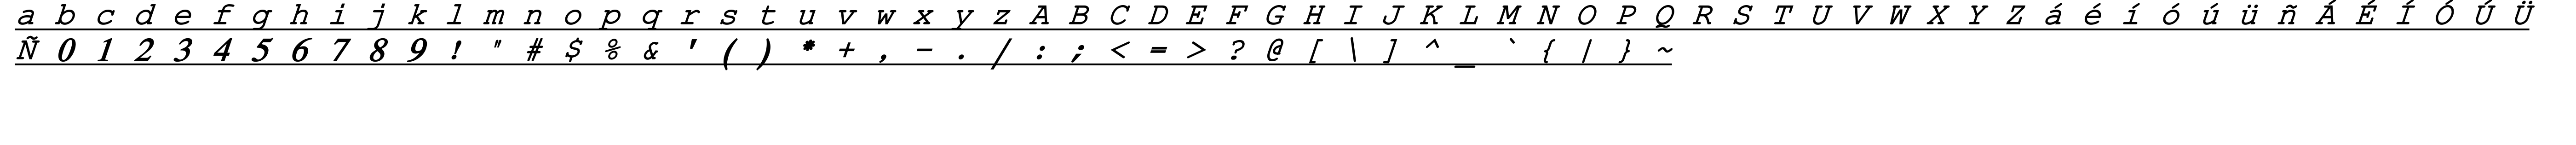 a b c d e f g h i j k l m n o p q r s t u v w x y z A B C D E F G H I J K L M N O P Q R S T U V W X Y Z á é í ó ú ü ñ Á É Í Ó Ú Ü
Ñ 0 1 2 3 4 5 6 7 8 9 ! " # $ % & ' ( ) * + , - . / : ; < = > ? @ [ \ ] ^ _ ` { | } ~